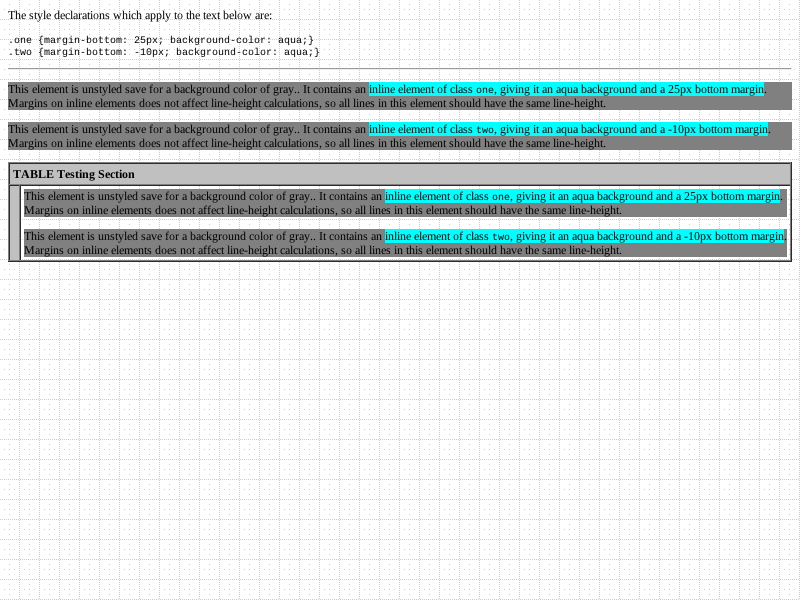 The style declarations which apply to the text below are:
.one {margin-bottom: 25px; background-color: aqua;}
.two {margin-bottom: -10px; background-color: aqua;}
This element is unstyled save for a background color of gray.. It contains an inline element of class one, giving it an aqua background and a 25px bottom margin.
Margins on inline elements does not affect line-height calculations, so all lines in this element should have the same line-height.
This element is unstyled save for a background color of gray.. It contains an inline element of class two, giving it an aqua background and a -10px bottom margin.
Margins on inline elements does not affect line-height calculations, so all lines in this element should have the same line-height.
TABLE Testing Section
This element is unstyled save for a background color of gray.. It contains an inline element of class one, giving it an aqua background and a 25px bottom margin.
Margins on inline elements does not affect line-height calculations, so all lines in this element should have the same line-height.
This element is unstyled save for a background color of gray.. It contains an inline element of class two, giving it an aqua background and a -10px bottom margin.
Margins on inline elements does not affect line-height calculations, so all lines in this element should have the same line-height.